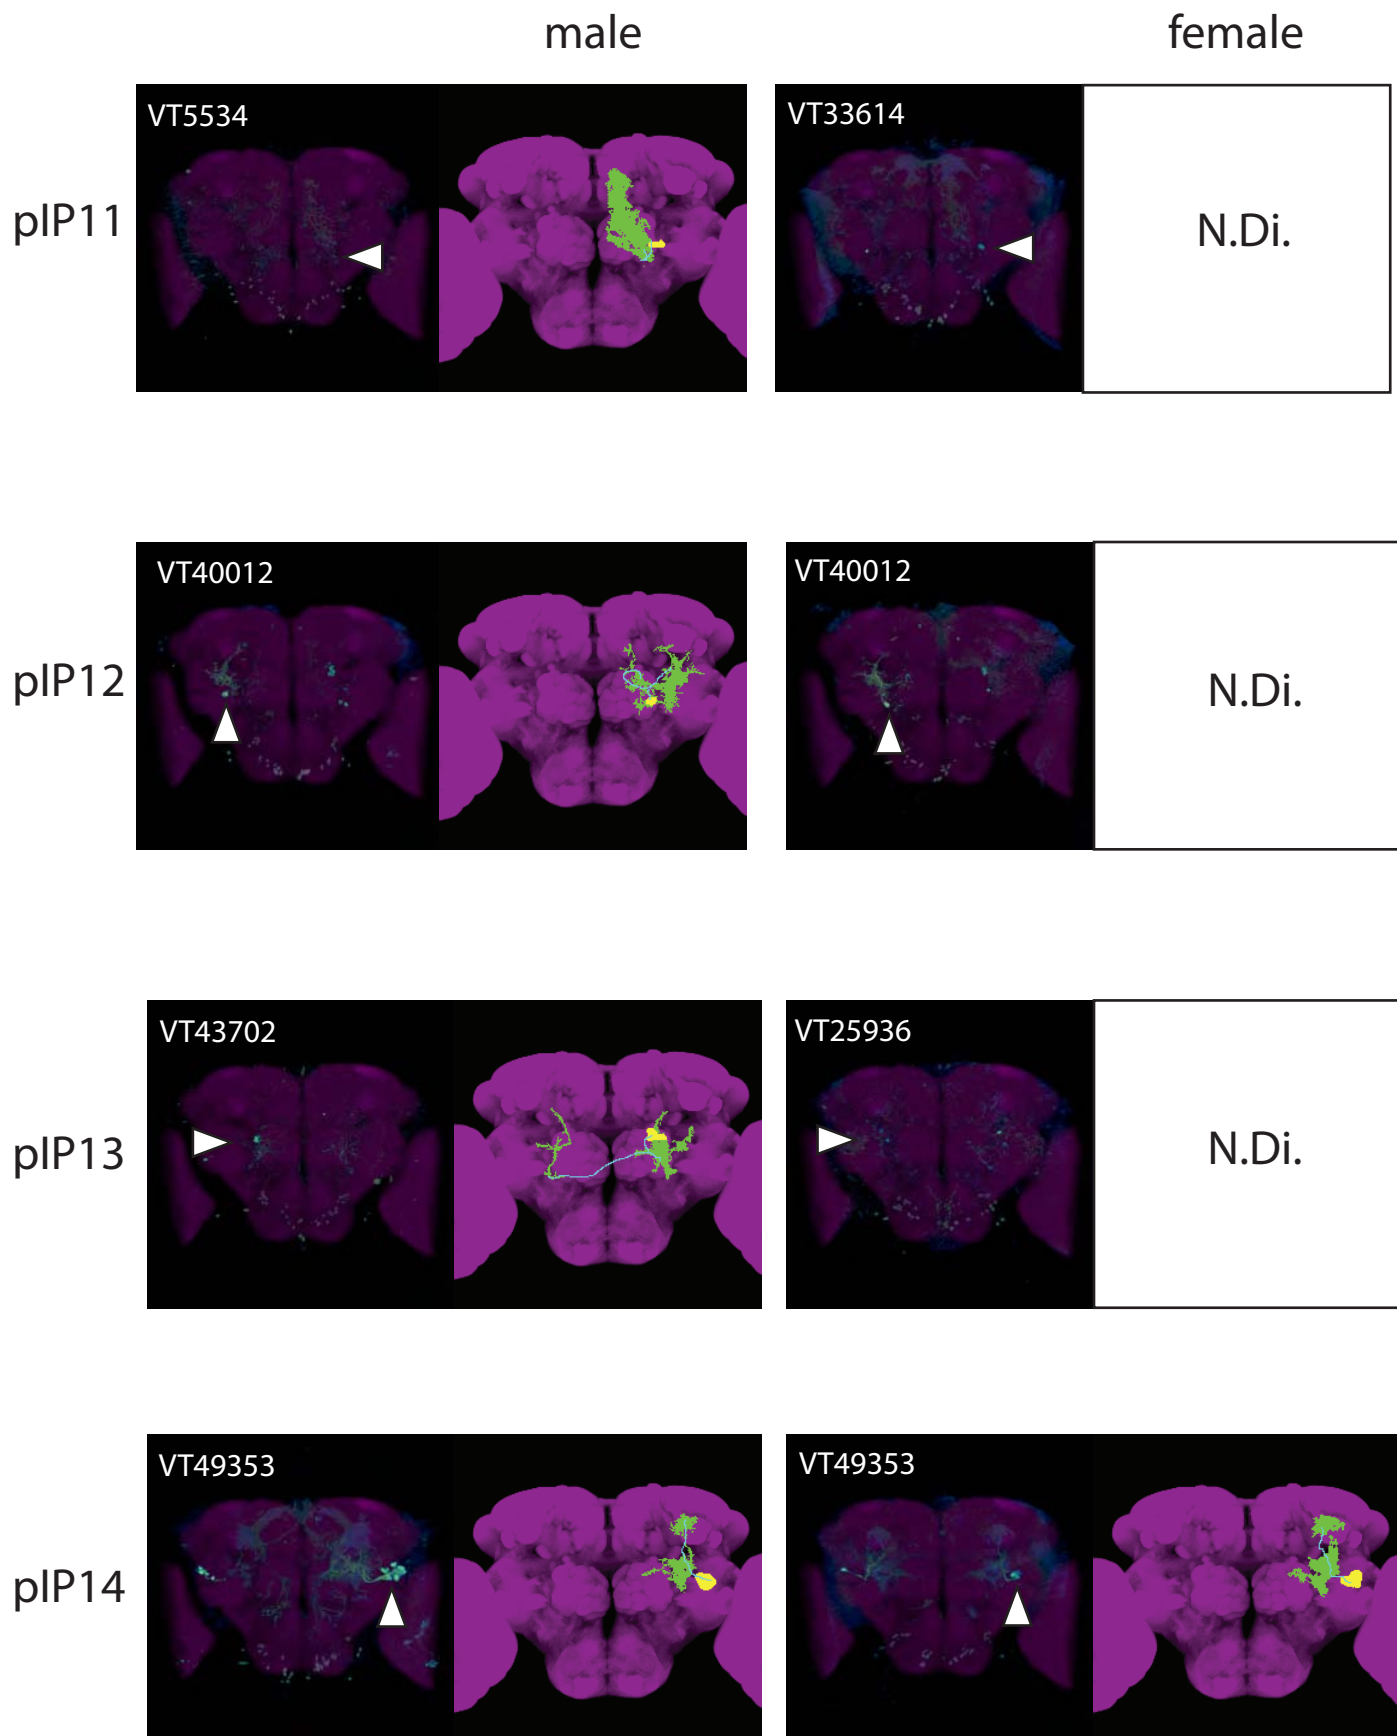 male female
pIP11 VT5534 VT33614 N.Di.
pIP12 VT40012 VT40012 N.Di.
pIP13 VT43702 VT25936 N.Di.
pIP14 VT49353 VT49353